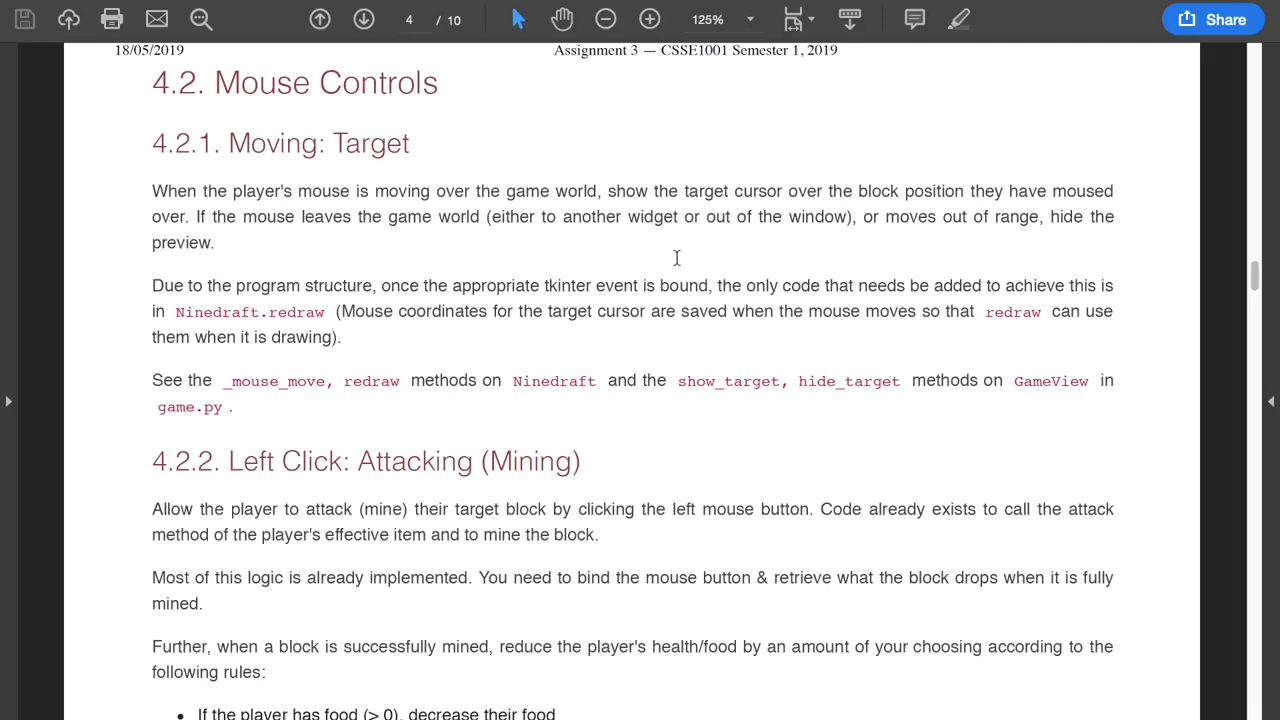 4 / 10
125%
Share
18/05/2019 Assignment 3 — CSSE1001 Semester 1, 2019
4.2. Mouse Controls
4.2.1. Moving: Target
When the player's mouse is moving over the game world, show the target cursor over the block position they have moused
over. If the mouse leaves the game world (either to another widget or out of the window), or moves out of range, hide the
preview.
Due to the program structure, once the appropriate tkinter event is bound, the only code that needs be added to achieve this is
in Ninedraft.redraw (Mouse coordinates for the target cursor are saved when the mouse moves so that redraw can use
them when it is drawing).
See the _mouse_move, redraw methods on Ninedraft and the show_target, hide_target methods on GameView in
game.py .
4.2.2. Left Click: Attacking (Mining)
Allow the player to attack (mine) their target block by clicking the left mouse button. Code already exists to call the attack
method of the player's effective item and to mine the block.
Most of this logic is already implemented. You need to bind the mouse button & retrieve what the block drops when it is fully
mined.
Further, when a block is successfully mined, reduce the player's health/food by an amount of your choosing according to the
following rules:
• If the player has food (> 0), decrease their food